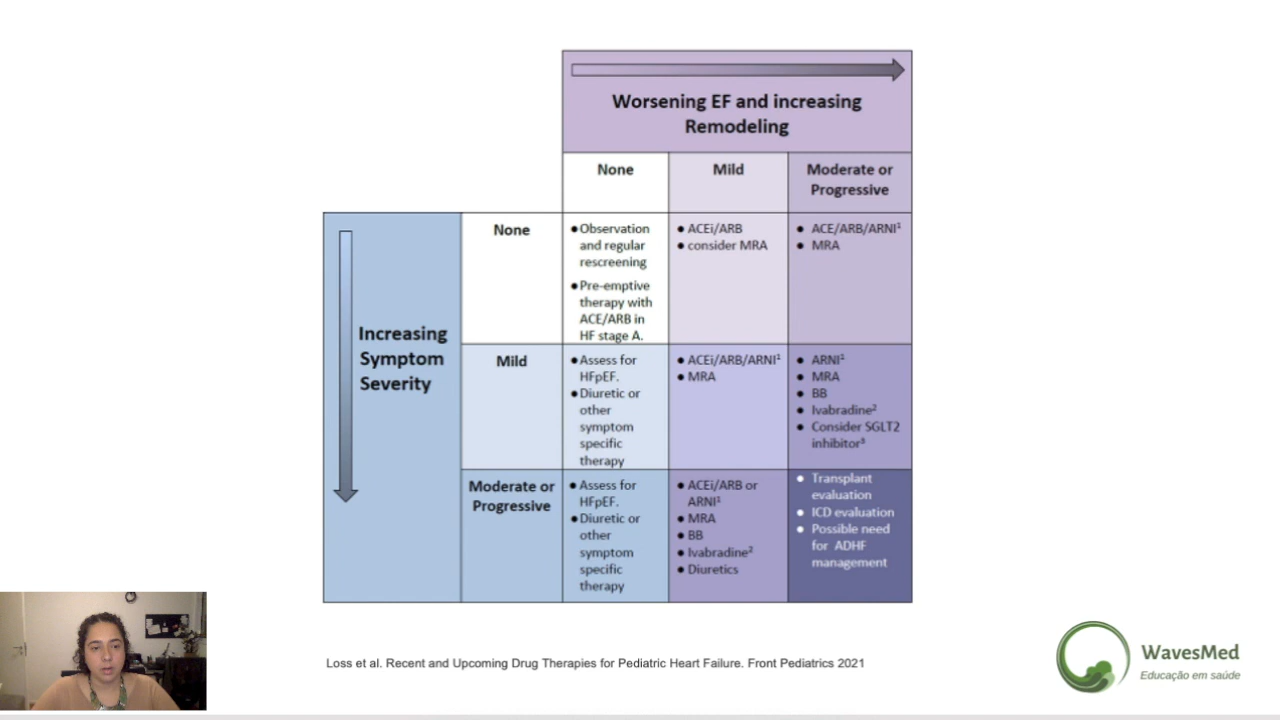 Worsening EF and increasing
Remodeling
None
Mild
Moderate or
Progressive
Increasing
Symptom
Severity
None
●Observation
and regular
rescreening
●Pre-emptive
therapy with
ACE/ARB in
HF stage A.
● ACEi/ARB
● consider MRA
● ACE/ARB/ARNI¹
● MRA
Mild
●Assess for
HFpEF.
●Diuretic or
other
symptom
specific
therapy
● ACEi/ARB/ARNI¹
● MRA
● ARNI¹
● MRA
● BB
● Ivabradine²
● Consider SGLT2
inhibitor³
Moderate or
Progressive
● Assess for
HFpEF.
●Diuretic or
other
symptom
specific
therapy
● ACEi/ARB or
ARNI¹
● MRA
● BB
● Ivabradine²
● Diuretics
● Transplant
evaluation
● ICD evaluation
● Possible need
for ADHF
management
Loss et al. Recent and Upcoming Drug Therapies for Pediatric Heart Failure. Front Pediatrics 2021
WavesMed
Educação em saúde